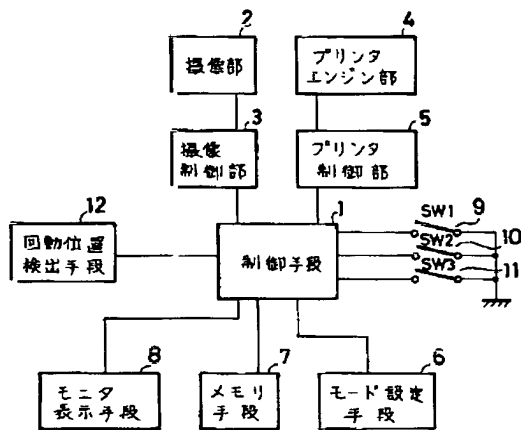 2
撮像部
4
プリンタ
エンジン部
3
撮像
制御部
5
プリンタ
制御部
12
回動位置
検出手段
1
制御手段
SW1
9
SW2
10
SW3
11
8
モニタ
表示手段
7
メモリ
手段
6
モード設定
手段